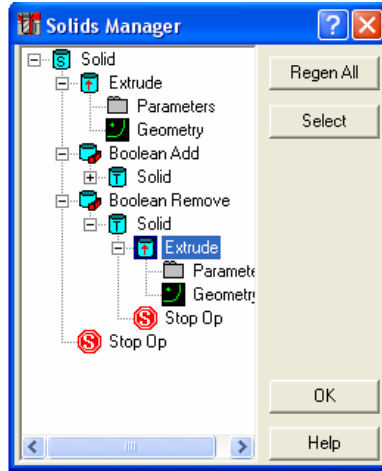 Solids Manager
Solid
Extrude
Parameters
Geometry
Boolean Add
Solid
Boolean Remove
Solid
Extrude
Paramete
Geometry
Stop Op
Stop Op
Regen All
Select
OK
Help